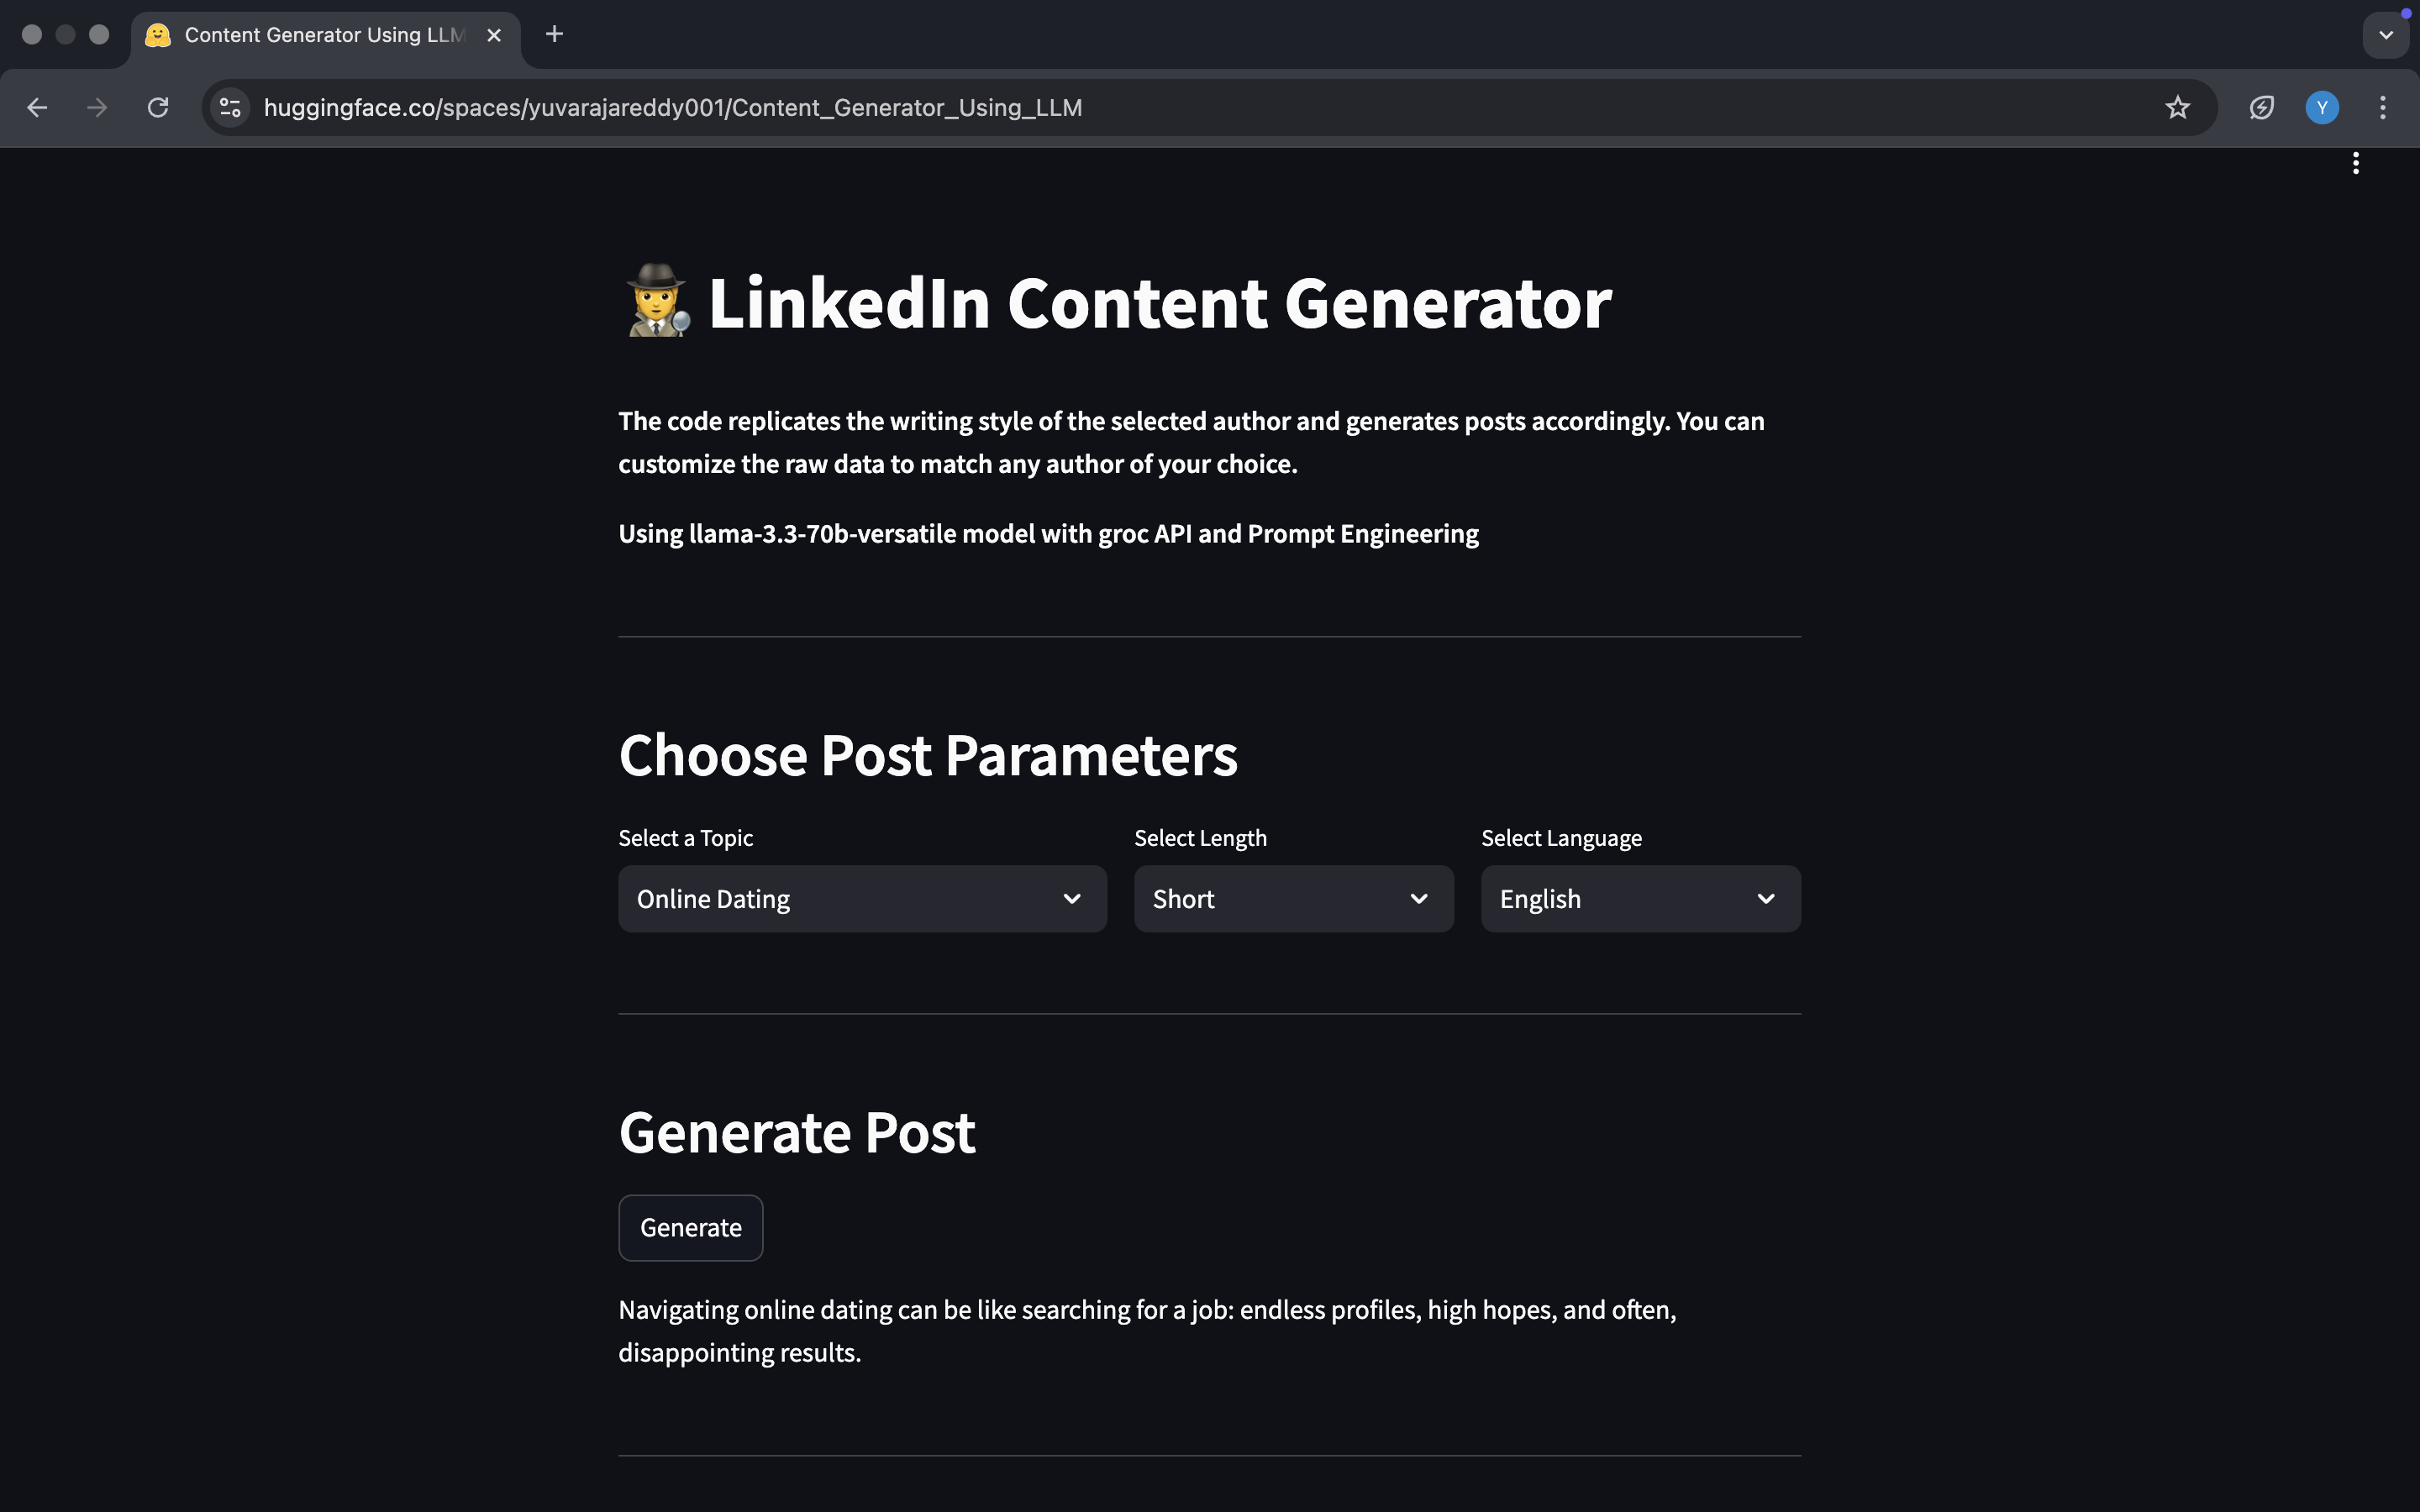 Content Generator Using LLM
huggingface.co/spaces/yuvarajareddy001/Content_Generator_Using_LLM
Y
LinkedIn Content Generator
The code replicates the writing style of the selected author and generates posts accordingly. You can
customize the raw data to match any author of your choice.
Using llama-3.3-70b-versatile model with groc API and Prompt Engineering
Choose Post Parameters
Select a Topic
Select Length
Select Language
Online Dating
Short
English
Generate Post
Generate
Navigating online dating can be like searching for a job: endless profiles, high hopes, and often,
disappointing results.